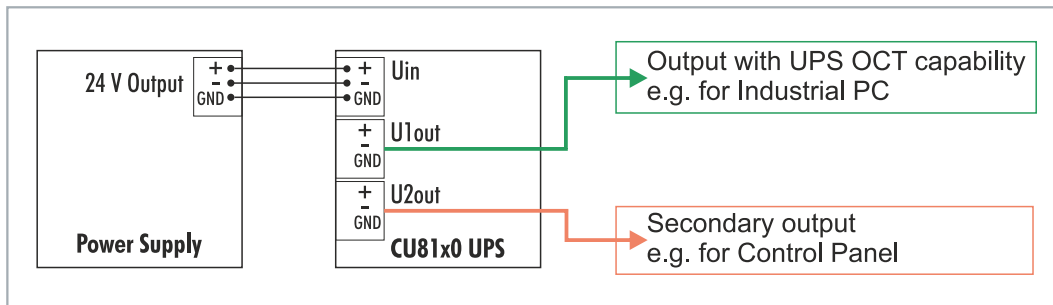 24 V Output
+
-
GND
Power Supply
+
-
GND
Uin
+
-
GND
U1out
+
-
GND
U2out
CU81x0 UPS
Output with UPS OCT capability
e.g. for Industrial PC
Secondary output
e.g. for Control Panel